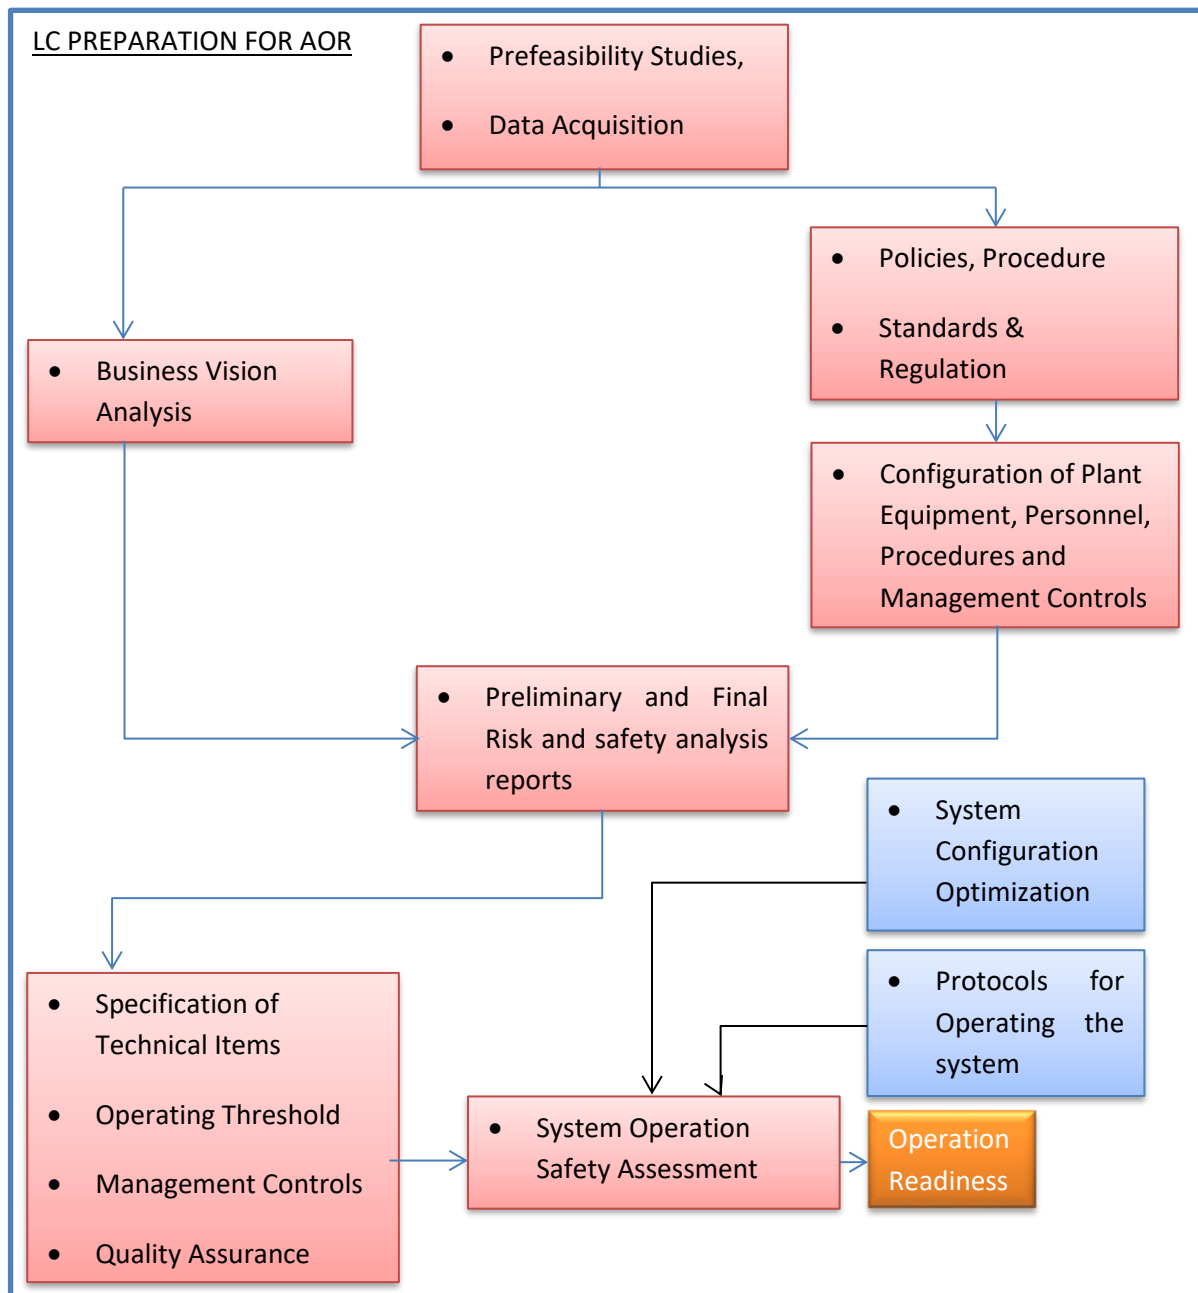 LC PREPARATION FOR AOR
• Prefeasibility Studies,
• Data Acquisition
• Policies, Procedure
• Standards &
Regulation
• Business Vision
Analysis
• Configuration of Plant
Equipment, Personnel,
Procedures and
Management Controls
• Preliminary and Final
Risk and safety analysis
reports
• System
Configuration
Optimization
• Protocols for
Operating the
system
• Specification of
Technical Items
• Operating Threshold
• Management Controls
• Quality Assurance
• System Operation
Safety Assessment
Operation
Readiness